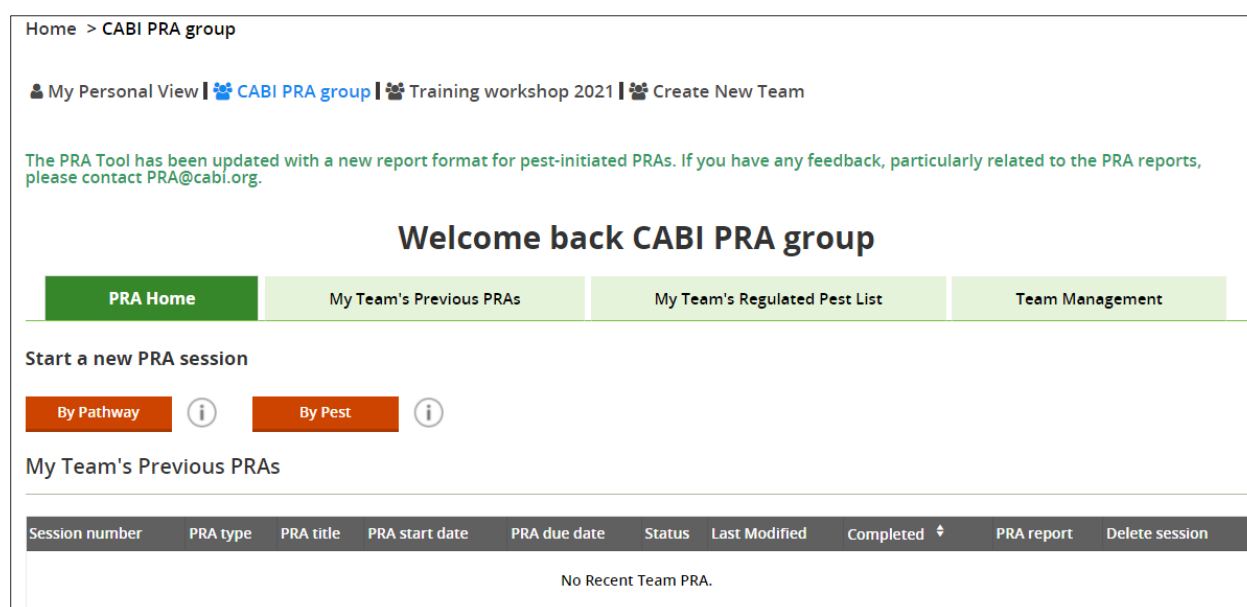 Home > CABI PRA group
My Personal View | CABI PRA group | Training workshop 2021 | Create New Team
The PRA Tool has been updated with a new report format for pest-initiated PRAs. If you have any feedback, particularly related to the PRA reports,
please contact PRA@cabi.org.
Welcome back CABI PRA group
PRA Home My Team's Previous PRAs My Team's Regulated Pest List Team Management
Start a new PRA session
By Pathway i By Pest i
My Team's Previous PRAs
Session number PRA type PRA title PRA start date PRA due date Status Last Modified Completed PRA report Delete session
No Recent Team PRA.